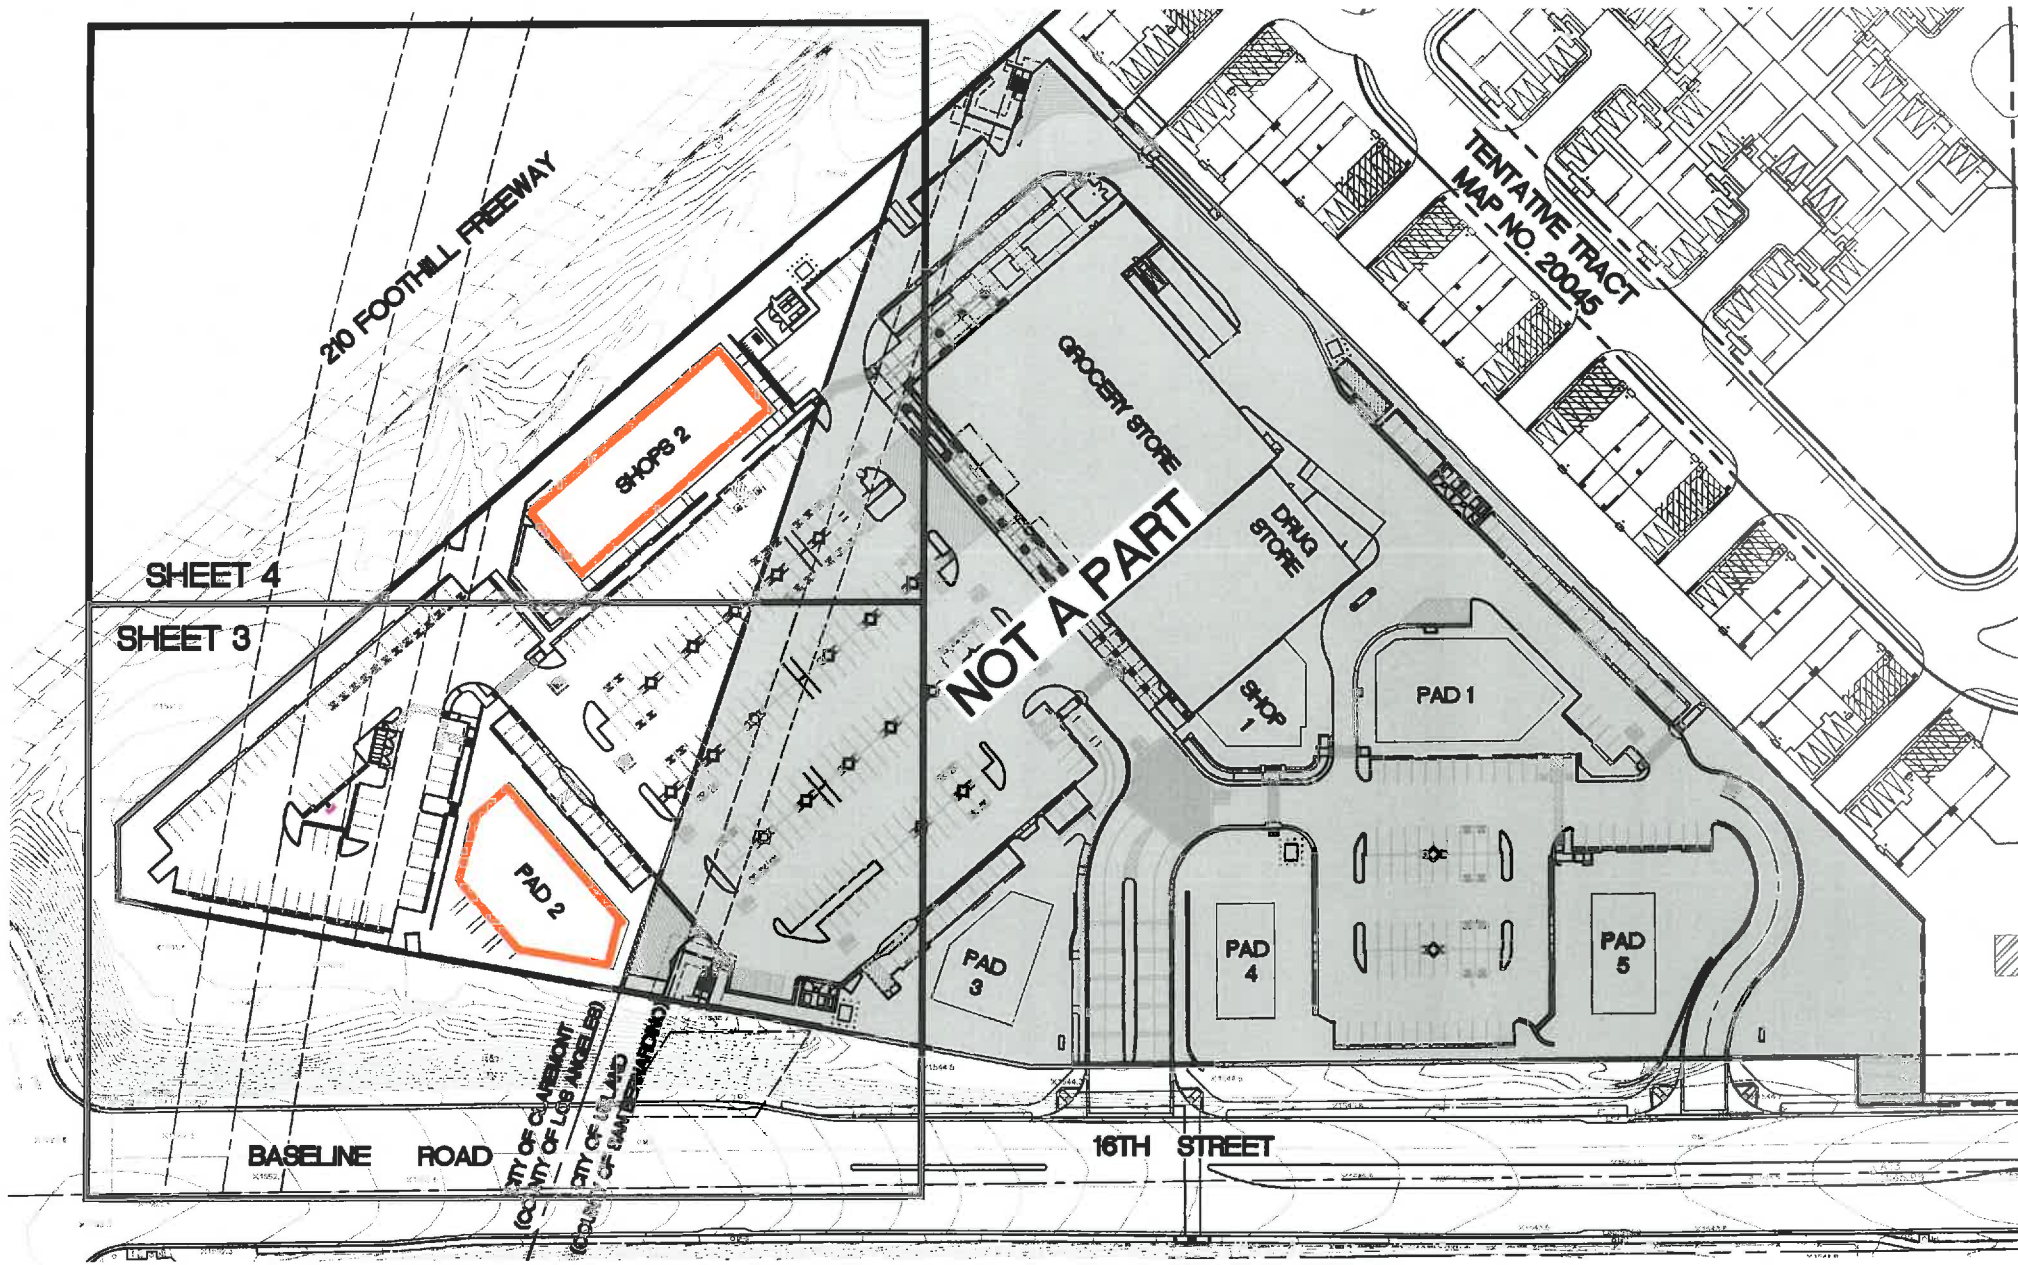 210 FOOTHILL FREEWAY
TENTATIVE TRACT
MAP NO. 20045
GROCERY STORE
SHOPS 2
DRUG
STORE
NOT A PART
SHEET 4
SHEET 3
SHOP
1
PAD 1
PAD 2
PAD
3
PAD
4
PAD
5
CITY OF CLAREMONT
(COUNTY OF LOS ANGELES)
CITY OF UPLAND
(COUNTY OF SAN BERNARDINO)
BASELINE ROAD
16TH STREET